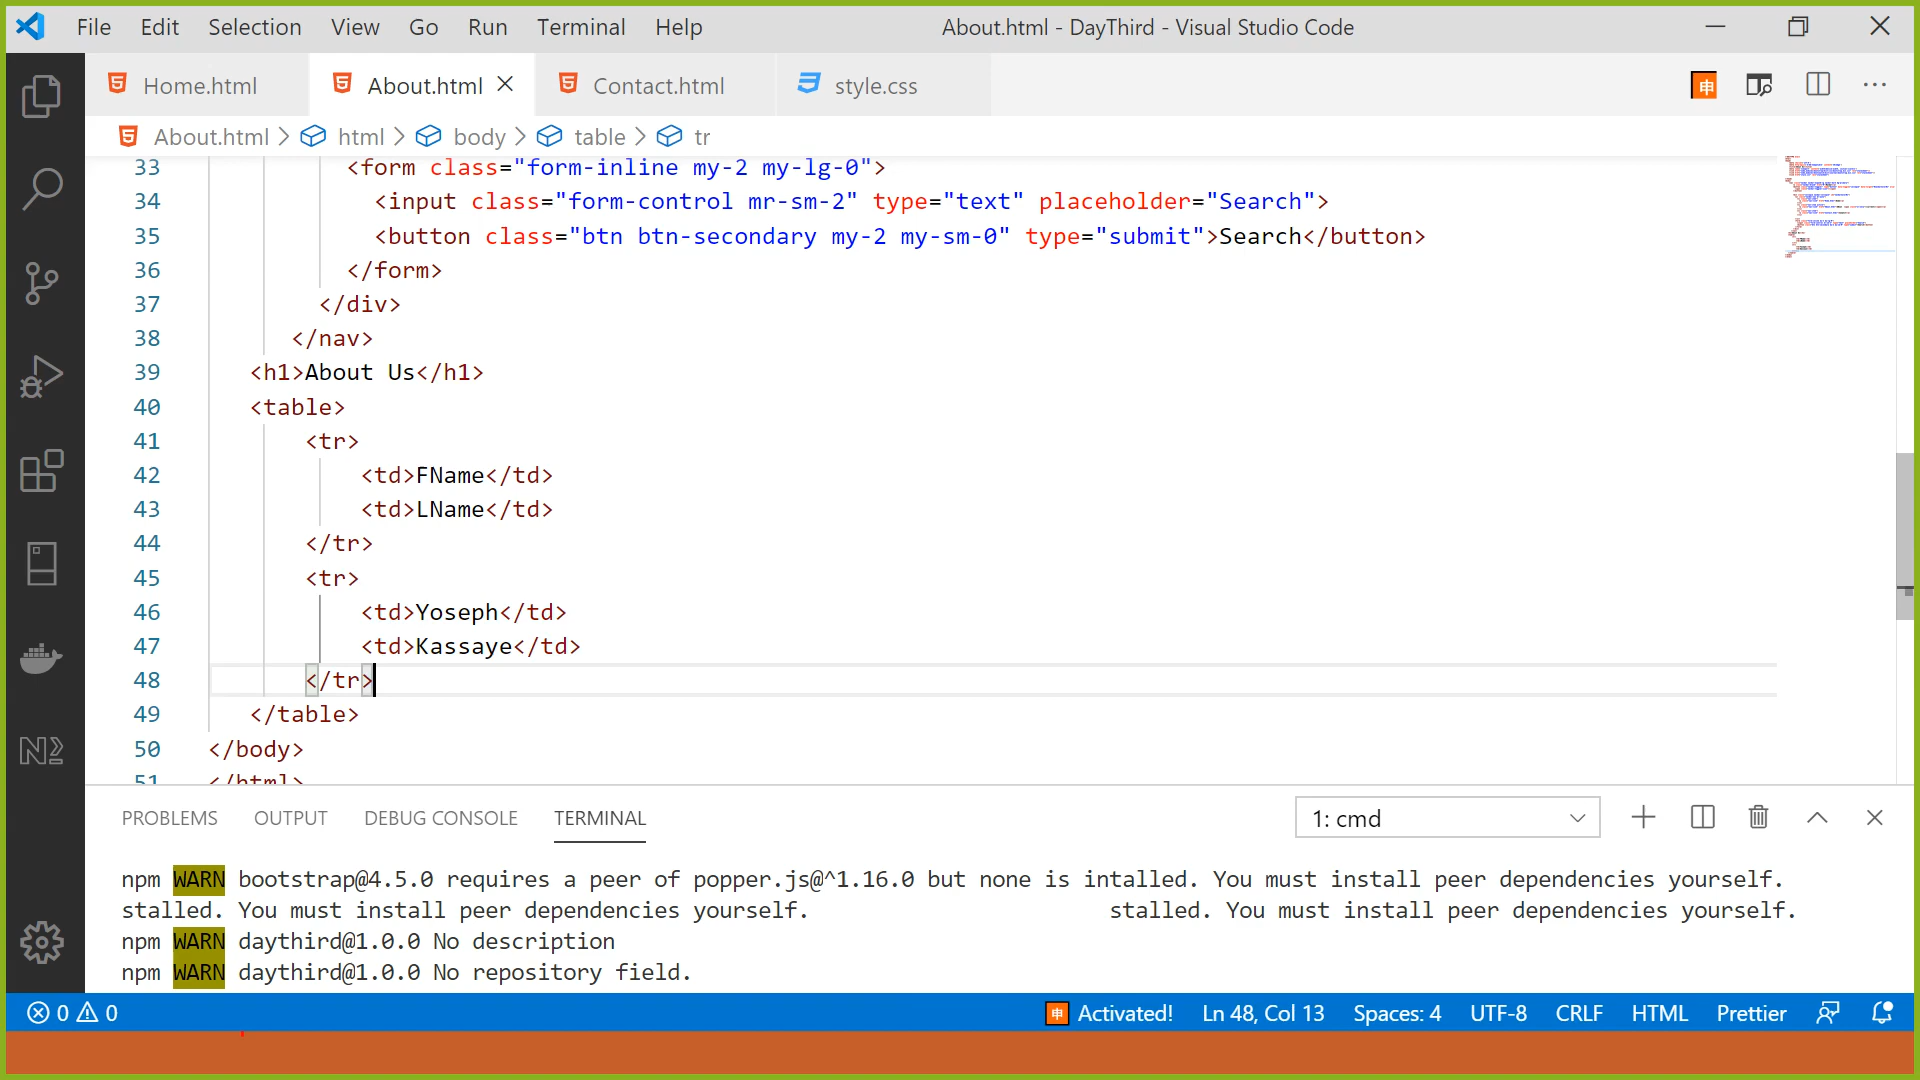 File Edit Selection View Go Run Terminal Help About.html - DayThird - Visual Studio Code
Home.html About.html Contact.html style.css
About.html > html > body > table > tr
33 <form class="form-inline my-2 my-lg-0">
34 <input class="form-control mr-sm-2" type="text" placeholder="Search">
35 <button class="btn btn-secondary my-2 my-sm-0" type="submit">Search</button>
36 </form>
37 </div>
38 </nav>
39 <h1>About Us</h1>
40 <table>
41 <tr>
42 <td>FName</td>
43 <td>LName</td>
44 </tr>
45 <tr>
46 <td>Yoseph</td>
47 <td>Kassaye</td>
48 </tr>
49 </table>
50 </body>
51 </html>
PROBLEMS OUTPUT DEBUG CONSOLE TERMINAL 1: cmd
npm WARN bootstrap@4.5.0 requires a peer of popper.js@^1.16.0 but none is intalled. You must install peer dependencies yourself.
stalled. You must install peer dependencies yourself. stalled. You must install peer dependencies yourself.
npm WARN daythird@1.0.0 No description
npm WARN daythird@1.0.0 No repository field.
0 0 申 Activated! Ln 48, Col 13 Spaces: 4 UTF-8 CRLF HTML Prettier